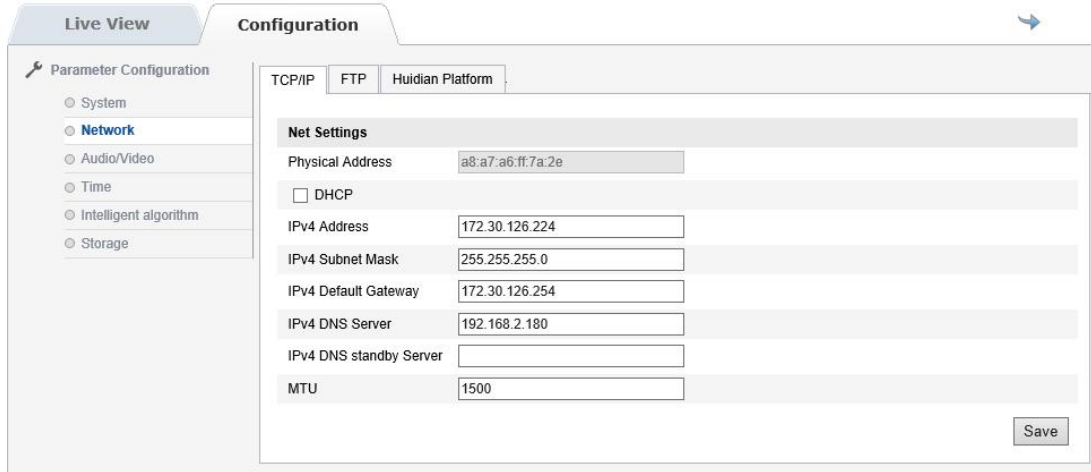 Live View
Configuration
Parameter Configuration
System
Network
Audio/Video
Time
Intelligent algorithm
Storage
TCP/IP
FTP
Huidian Platform
Net Settings
Physical Address a8:a7:a6:ff:7a:2e
DHCP
IPv4 Address 172.30.126.224
IPv4 Subnet Mask 255.255.255.0
IPv4 Default Gateway 172.30.126.254
IPv4 DNS Server 192.168.2.180
IPv4 DNS standby Server
MTU 1500
Save